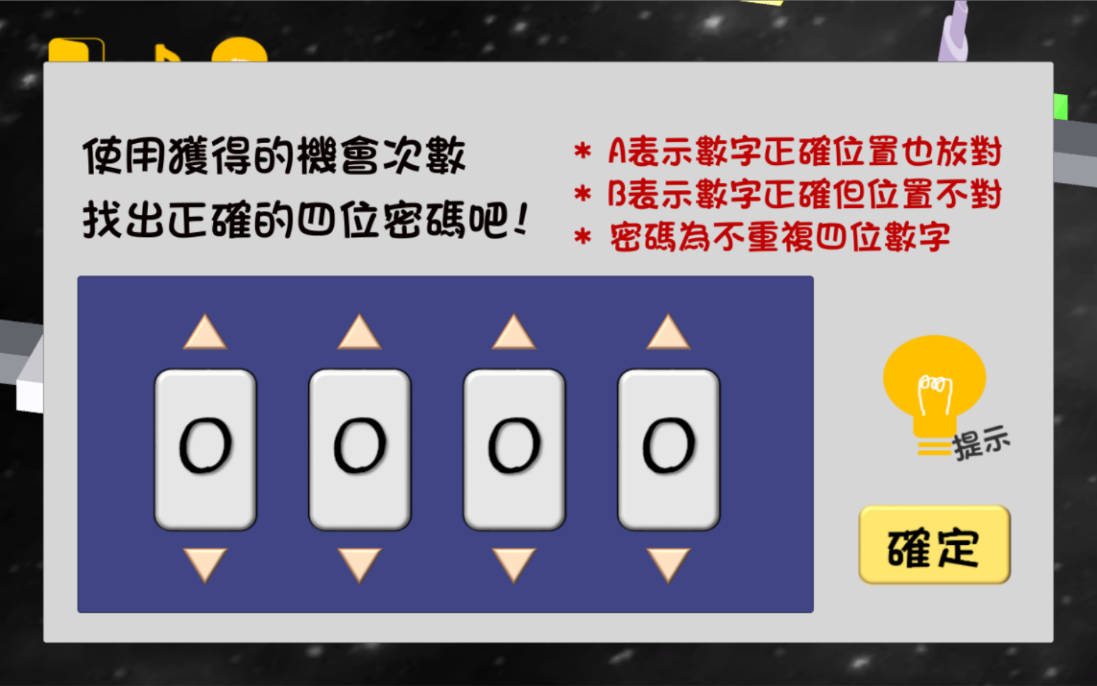 使用獲得的機會次數
找出正確的四位密碼吧!
* A表示數字正確位置也放對
* B表示數字正確但位置不對
* 密碼為不重複四位數字
0 0 0 0
提示
確定